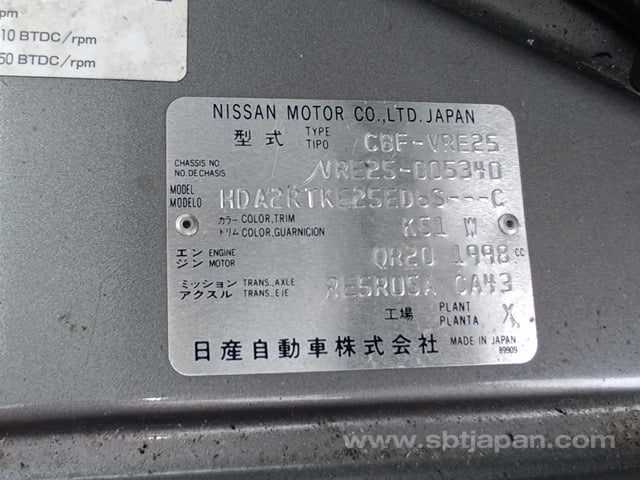 rpm
10 BTDC/rpm
50 BTDC/rpm
NISSAN MOTOR CO.,LTD.JAPAN
型式 TYPE TIPO CBF-VRE25
CHASSIS NO. NO.DECHASIS VRE25-005340
MODEL MODELO HDA2RTKE25ED6S---C
カラー COLOR,TRIM
トリム COLOR,GUARNICION K51 W
エンジン ENGINE MOTOR QR20 1998 cc
ミッション TRANS.,AXLE
アクスル TRANS.,EJE RE5R05A CA43
工場 PLANT PLANTA X
日産自動車株式会社 MADE IN JAPAN
89909
www.sbtjapan.com